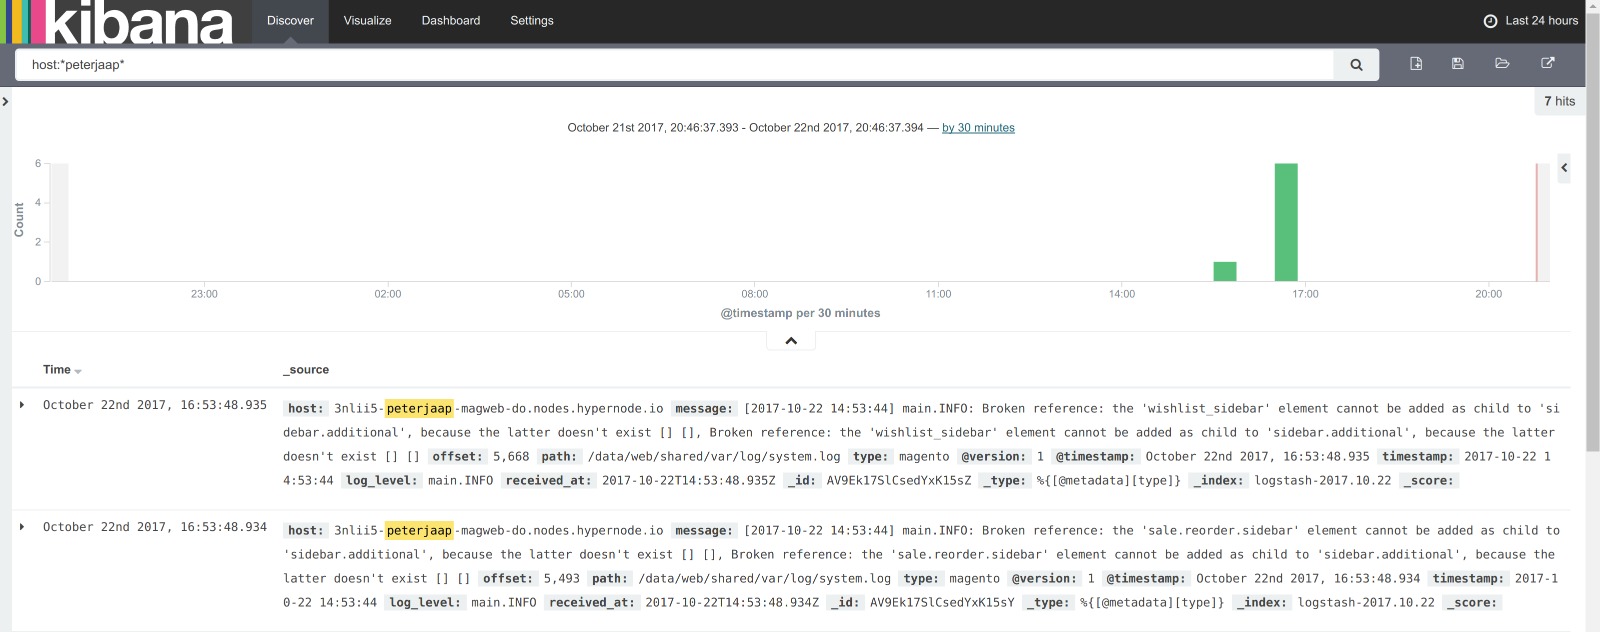 kibana
Discover
Visualize
Dashboard
Settings
Last 24 hours
host:*peterjaap*
7 hits
October 21st 2017, 20:46:37.393 - October 22nd 2017, 20:46:37.394 — by 30 minutes
Count
6
4
2
0
23:00
02:00
05:00
08:00
11:00
14:00
17:00
20:00
@timestamp per 30 minutes
Time
_source
October 22nd 2017, 16:53:48.935
host: 3nlii5-peterjaap-magweb-do.nodes.hypernode.io message: [2017-10-22 14:53:44] main.INFO: Broken reference: the 'wishlist_sidebar' element cannot be added as child to 'si
debar.additional', because the latter doesn't exist [] [], Broken reference: the 'wishlist_sidebar' element cannot be added as child to 'sidebar.additional', because the latter
doesn't exist [] [] offset: 5,668 path: /data/web/shared/var/log/system.log type: magento @version: 1 @timestamp: October 22nd 2017, 16:53:48.935 timestamp: 2017-10-22 1
4:53:44 log_level: main.INFO received_at: 2017-10-22T14:53:48.935Z _id: AV9Ek17SlCsedYxK15sZ _type: %{[@metadata][type]} _index: logstash-2017.10.22 _score:
October 22nd 2017, 16:53:48.934
host: 3nlii5-peterjaap-magweb-do.nodes.hypernode.io message: [2017-10-22 14:53:44] main.INFO: Broken reference: the 'sale.reorder.sidebar' element cannot be added as child to
'sidebar.additional', because the latter doesn't exist [] [], Broken reference: the 'sale.reorder.sidebar' element cannot be added as child to 'sidebar.additional', because the
latter doesn't exist [] [] offset: 5,493 path: /data/web/shared/var/log/system.log type: magento @version: 1 @timestamp: October 22nd 2017, 16:53:48.934 timestamp: 2017-1
0-22 14:53:44 log_level: main.INFO received_at: 2017-10-22T14:53:48.934Z _id: AV9Ek17SlCsedYxK15sY _type: %{[@metadata][type]} _index: logstash-2017.10.22 _score: